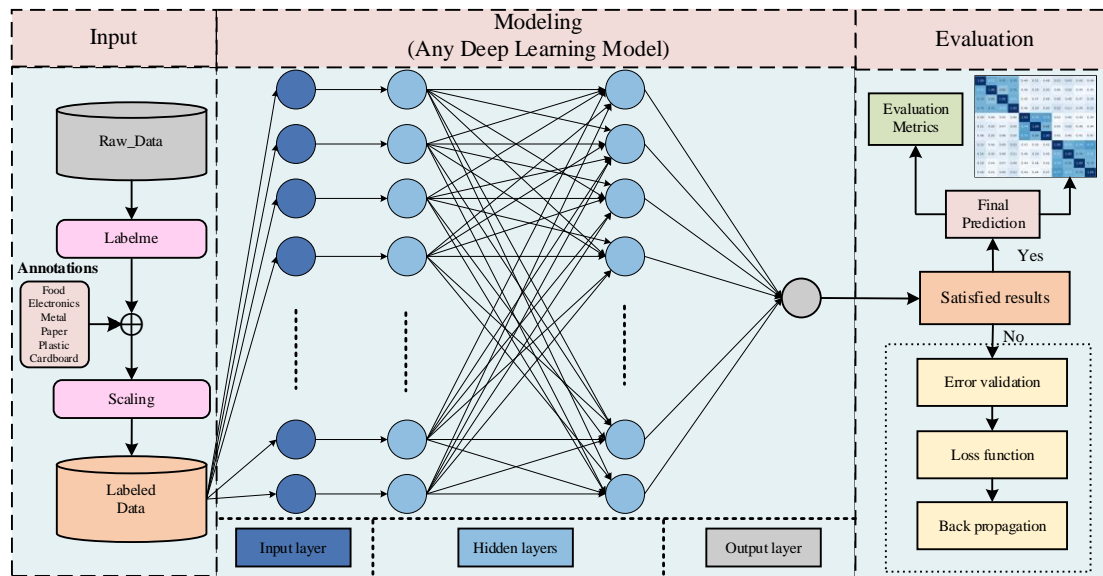 Input
Modeling
(Any Deep Learning Model)
Evaluation
Raw_Data
Labelme
Annotations
Food
Electronics
Metal
Paper
Plastic
Cardboard
Scaling
Labeled
Data
Input layer
Hidden layers
Output layer
Evaluation
Metrics
Final
Prediction
Yes
Satisfied results
No
Error validation
Loss function
Back propagation